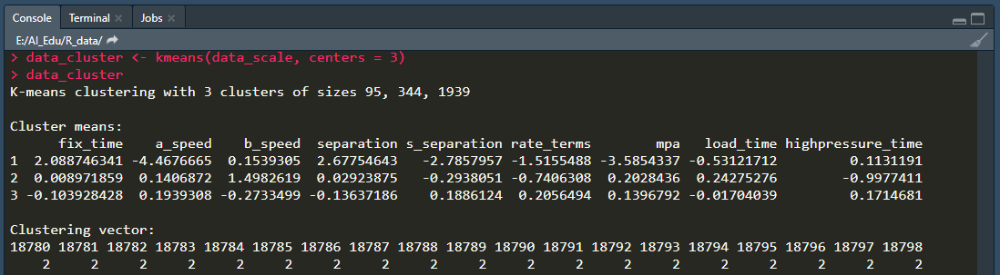 Console Terminal × Jobs ×
E:/AI_Edu/R_data/
> data_cluster <- kmeans(data_scale, centers = 3)
> data_cluster
K-means clustering with 3 clusters of sizes 95, 344, 1939
Cluster means:
fix_time a_speed b_speed separation s_separation rate_terms mpa load_time highpressure_time
1 2.088746341 -4.4676665 0.1539305 2.67754643 -2.7857957 -1.5155488 -3.5854337 -0.53121712 0.1131191
2 0.008971859 0.1406872 1.4982619 0.02923875 -0.2938051 -0.7406308 0.2028436 0.24275276 -0.9977411
3 -0.103928428 0.1939308 -0.2733499 -0.13637186 0.1886124 0.2056494 0.1396792 -0.01704039 0.1714681
Clustering vector:
18780 18781 18782 18783 18784 18785 18786 18787 18788 18789 18790 18791 18792 18793 18794 18795 18796 18797 18798
2 2 2 2 2 2 2 2 2 2 2 2 2 2 2 2 2 2 2